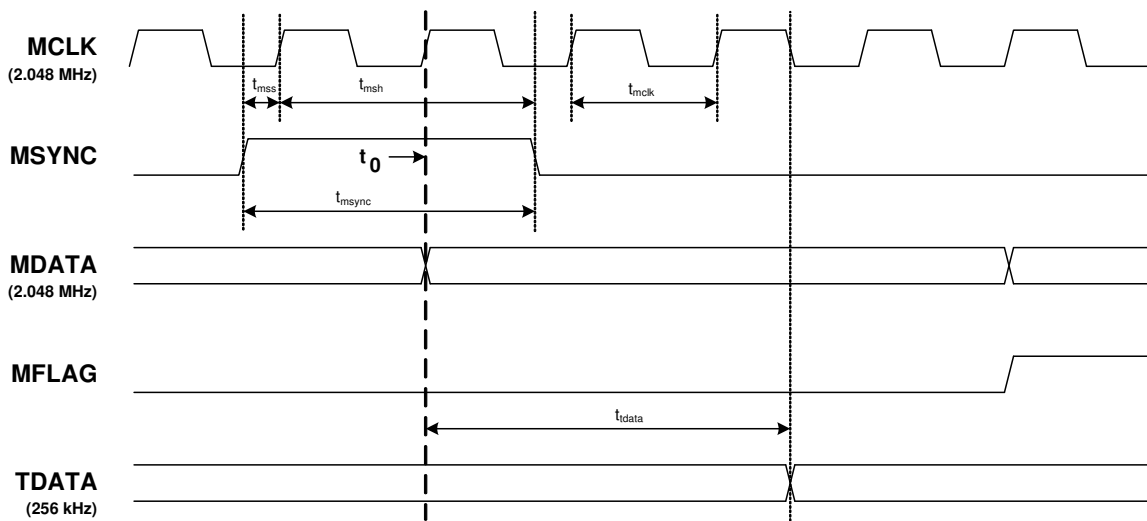 MCLK
(2.048 MHz)
tmss
tmsh
tmclk
MSYNC
t0
tmsync
MDATA
(2.048 MHz)
MFLAG
ttdata
TDATA
(256 kHz)